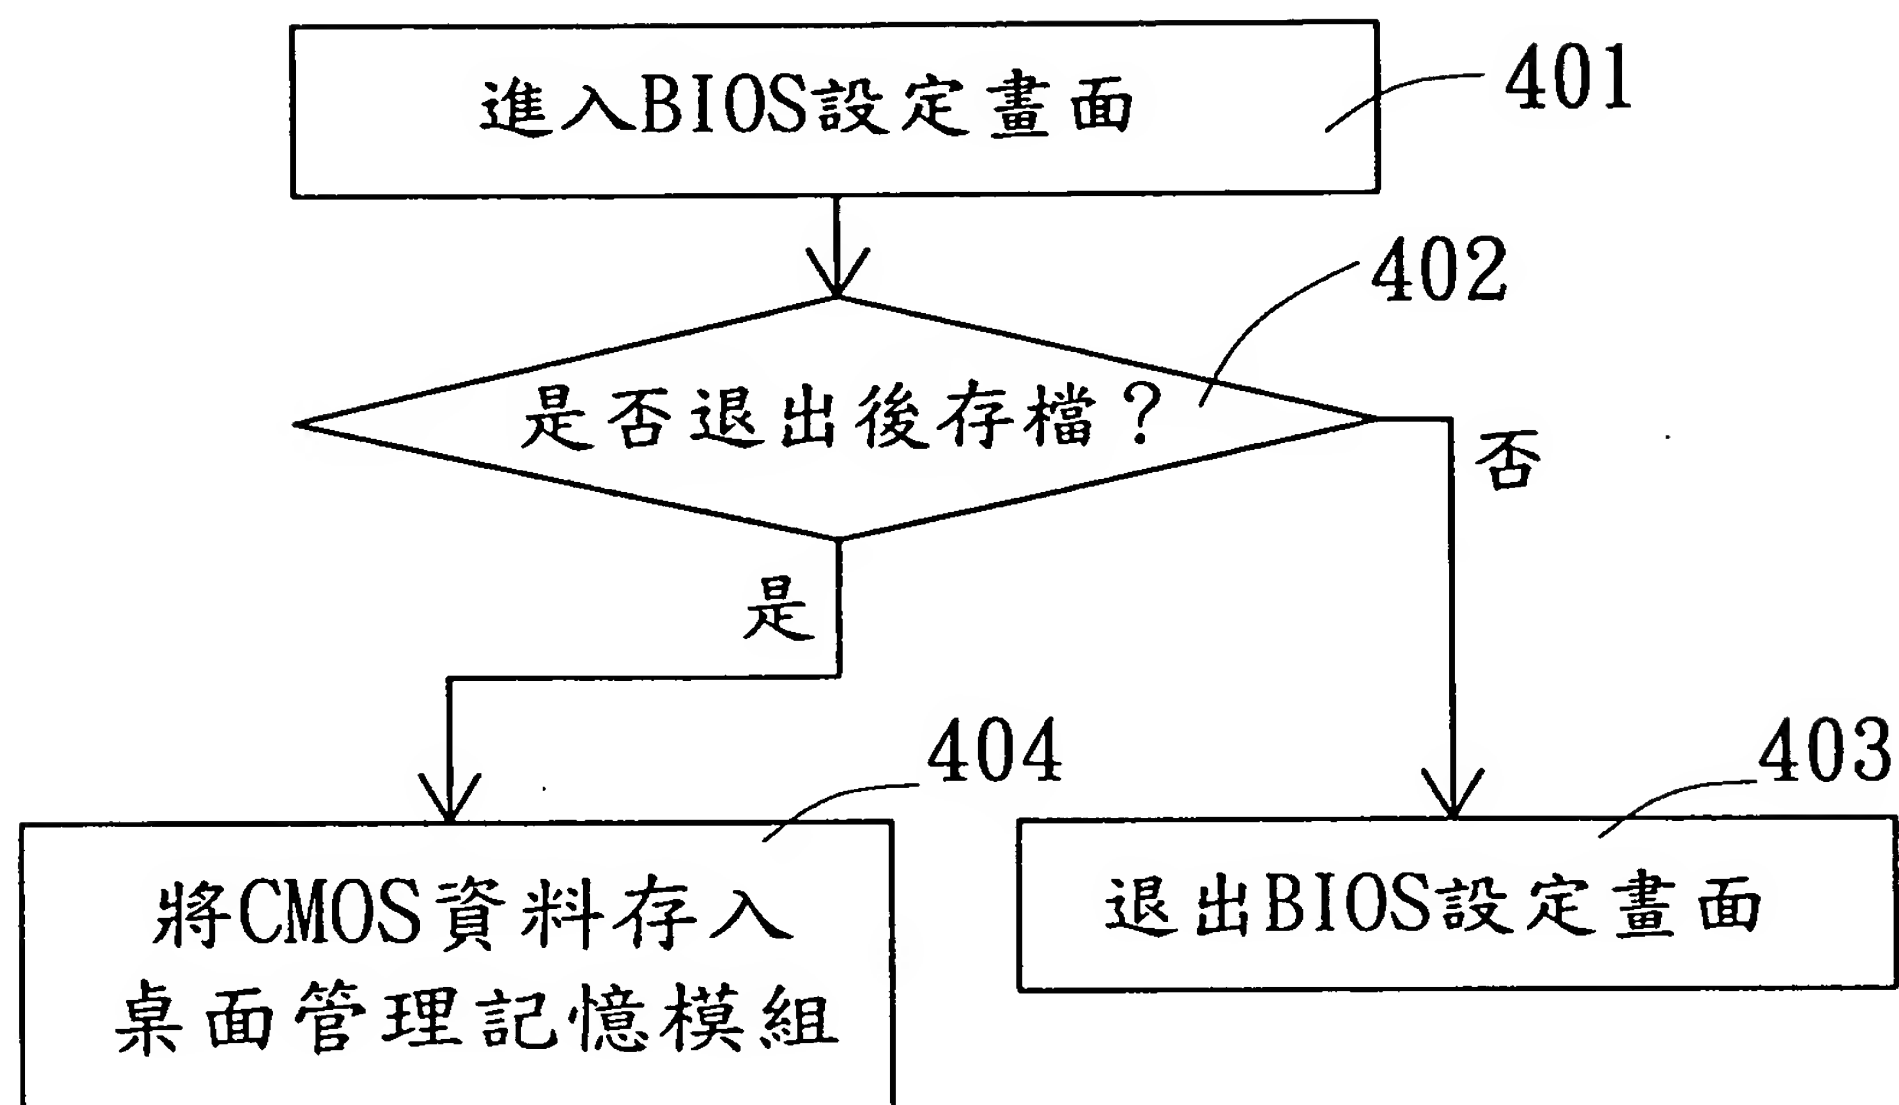 進入BIOS設定畫面
401
402
是否退出後存檔？
否
是
404
403
將CMOS資料存入
桌面管理記憶模組
退出BIOS設定畫面